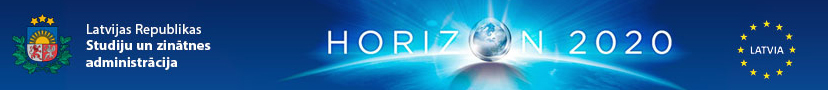 Latvijas Republikas
Studiju un zinātnes
administrācija
HORIZON 2020
LATVIA